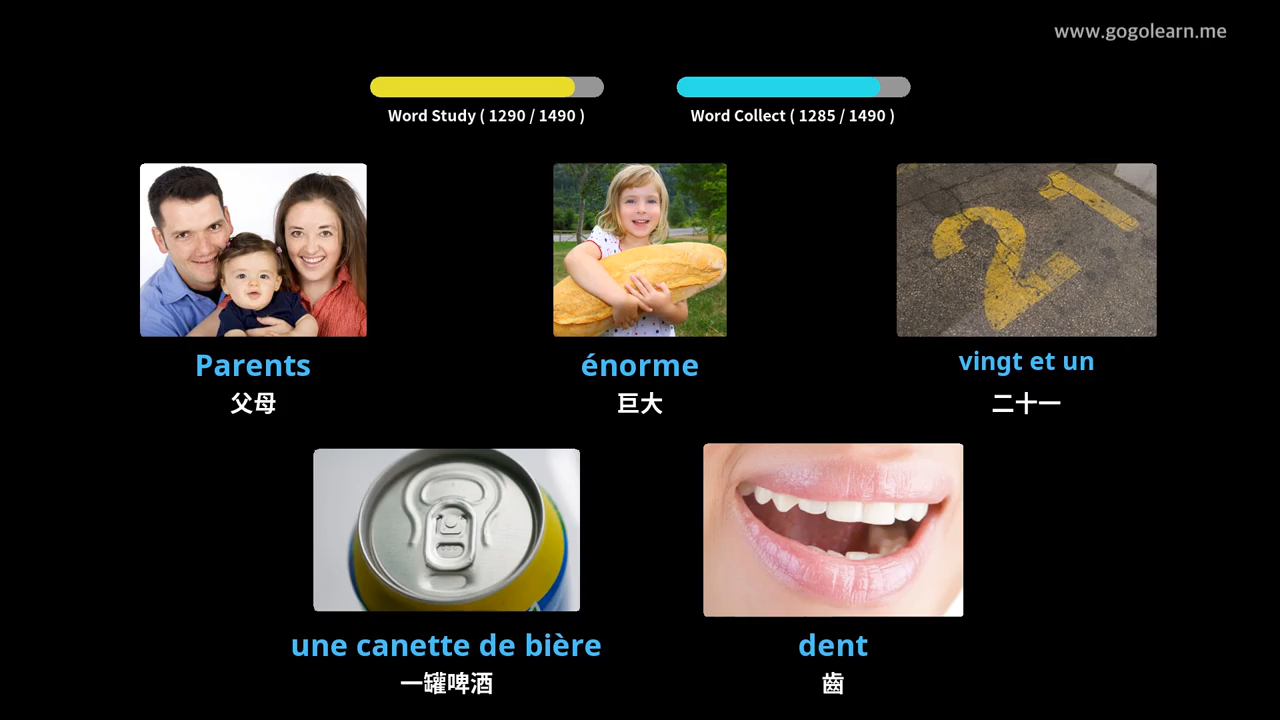 www.gogolearn.me
Word Study ( 1290 / 1490 )
Word Collect ( 1285 / 1490 )
21
Parents
父母
énorme
巨大
vingt et un
二十一
une canette de bière
一罐啤酒
dent
齒